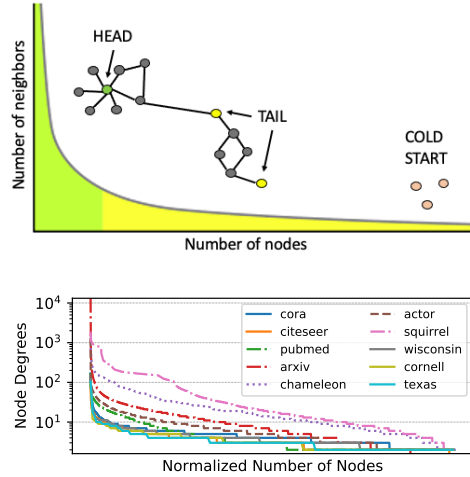 HEAD
TAIL
COLD
START
Number of neighbors
Number of nodes
10⁴
10³
10²
10¹
Node Degrees
cora
citeseer
pubmed
arxiv
chameleon
actor
squirrel
wisconsin
cornell
texas
Normalized Number of Nodes